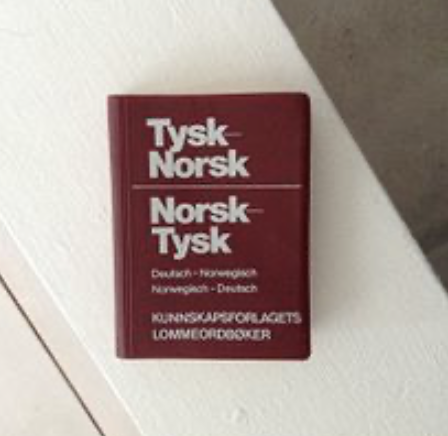 Tysk–
Norsk
Norsk–
Tysk
Deutsch - Norwegisch
Norwegisch - Deutsch
KUNNSKAPSFORLAGETS
LOMMEORDBØKER